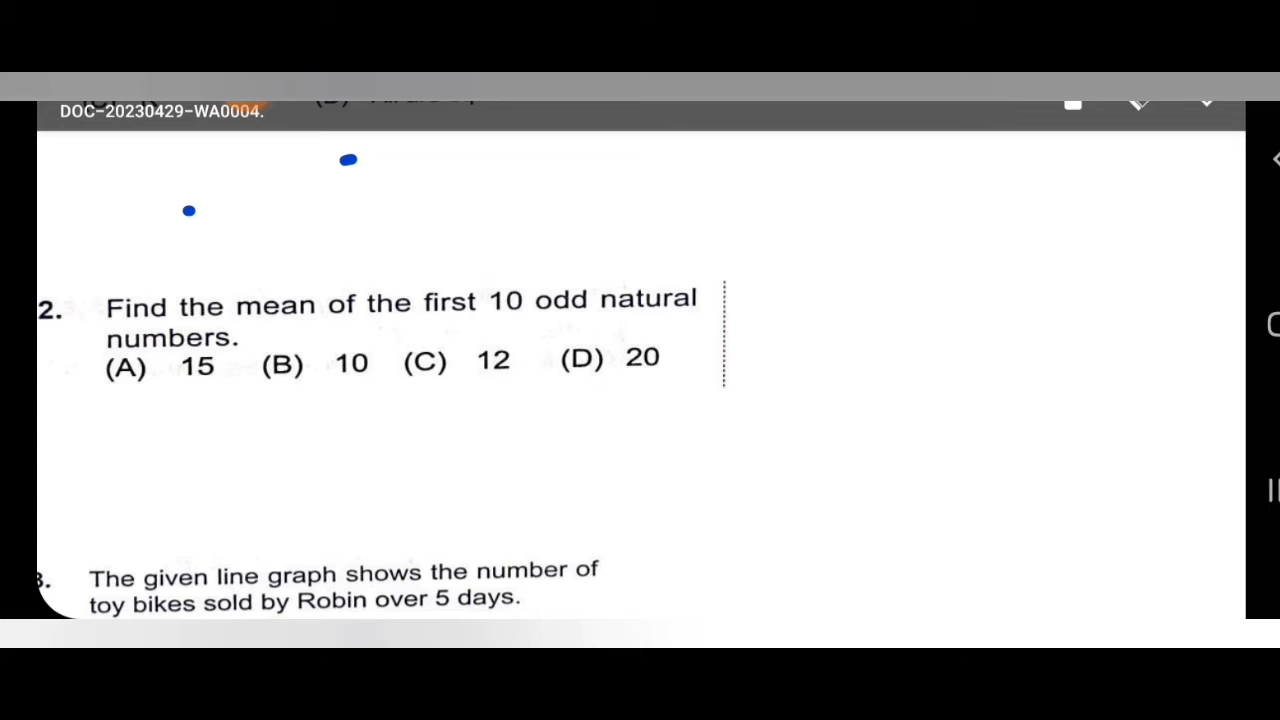 DOC-20230429-WA0004.
2. Find the mean of the first 10 odd natural
numbers.
(A) 15 (B) 10 (C) 12 (D) 20
3. The given line graph shows the number of
toy bikes sold by Robin over 5 days.